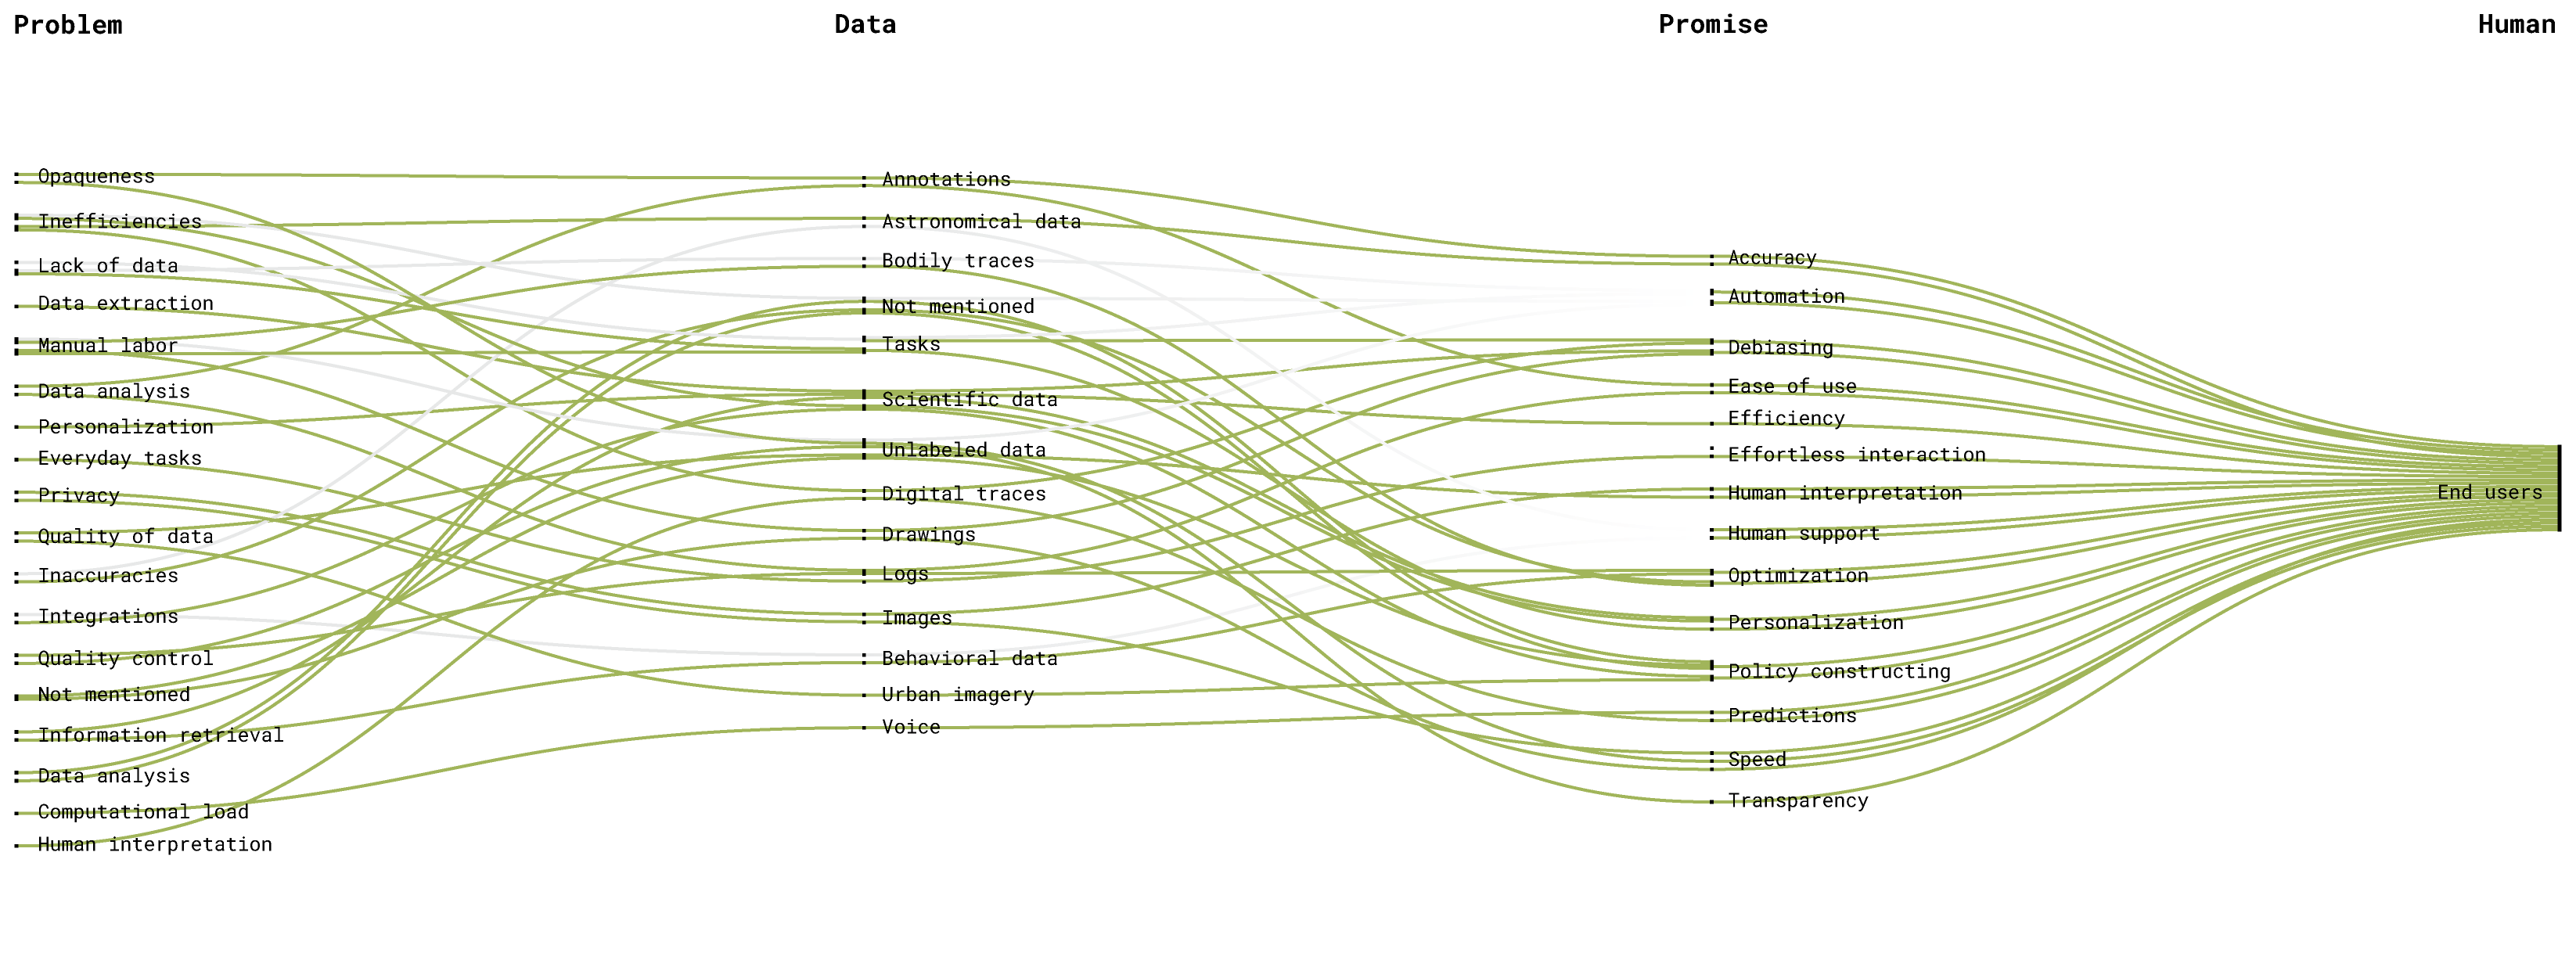 Problem
Data
Promise
Human
Opaqueness
Inefficiencies
Lack of data
Data extraction
Manual labor
Data analysis
Personalization
Everyday tasks
Privacy
Quality of data
Inaccuracies
Integrations
Quality control
Not mentioned
Information retrieval
Data analysis
Computational load
Human interpretation
Annotations
Astronomical data
Bodily traces
Not mentioned
Tasks
Scientific data
Unlabeled data
Digital traces
Drawings
Logs
Images
Behavioral data
Urban imagery
Voice
Accuracy
Automation
Debiasing
Ease of use
Efficiency
Effortless interaction
Human interpretation
Human support
Optimization
Personalization
Policy constructing
Predictions
Speed
Transparency
End users